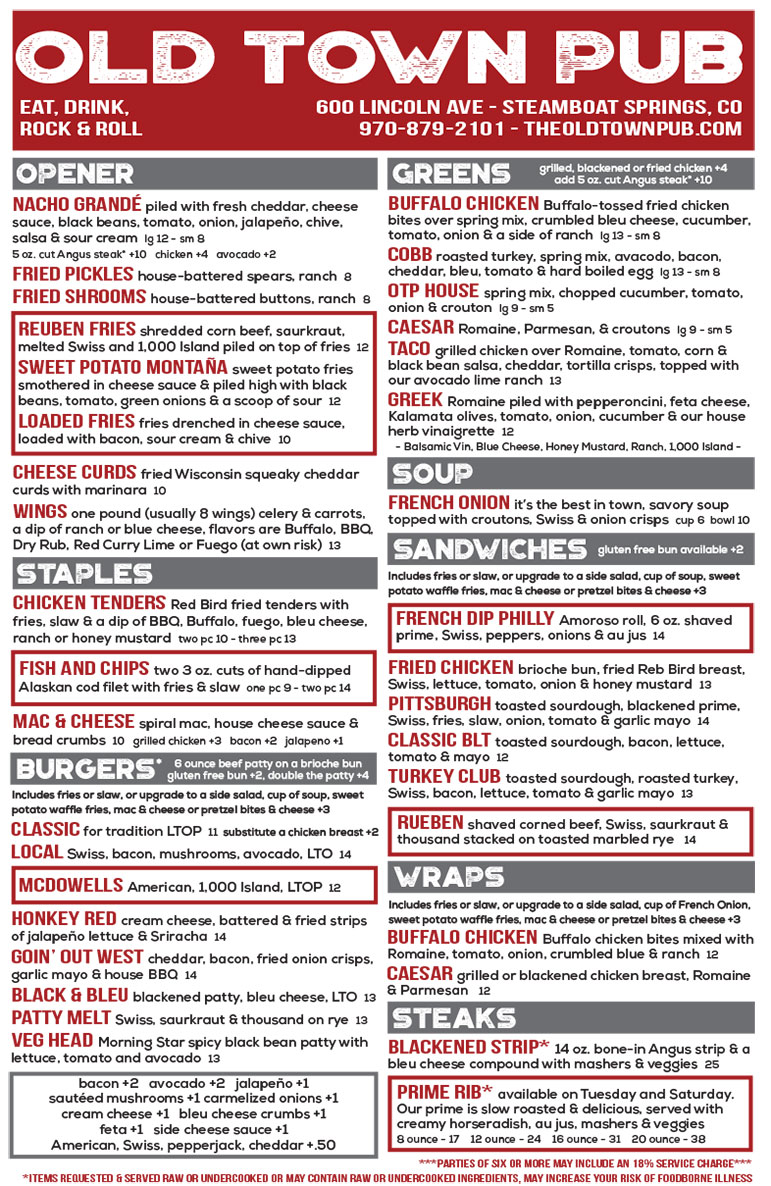 OLD TOWN PUB
EAT, DRINK,
ROCK & ROLL
600 LINCOLN AVE - STEAMBOAT SPRINGS, CO
970-879-2101 - THEOLDTOWNPUB.COM
OPENER
NACHO GRANDÉ piled with fresh cheddar, cheese
sauce, black beans, tomato, onion, jalapeño, chive,
salsa & sour cream lg 12 - sm 8
5 oz. cut Angus steak* +10 chicken +4 avocado +2
FRIED PICKLES house-battered spears, ranch 8
FRIED SHROOMS house-battered buttons, ranch 8
REUBEN FRIES shredded corn beef, saurkraut,
melted Swiss and 1,000 Island piled on top of fries 12
SWEET POTATO MONTAÑA sweet potato fries
smothered in cheese sauce & piled high with black
beans, tomato, green onions & a scoop of sour 12
LOADED FRIES fries drenched in cheese sauce,
loaded with bacon, sour cream & chive 10
CHEESE CURDS fried Wisconsin squeaky cheddar
curds with marinara 10
WINGS one pound (usually 8 wings) celery & carrots,
a dip of ranch or blue cheese, flavors are Buffalo, BBQ,
Dry Rub, Red Curry Lime or Fuego (at own risk) 13
STAPLES
CHICKEN TENDERS Red Bird fried tenders with
fries, slaw & a dip of BBQ, Buffalo, fuego, bleu cheese,
ranch or honey mustard two pc 10 - three pc 13
FISH AND CHIPS two 3 oz. cuts of hand-dipped
Alaskan cod filet with fries & slaw one pc 9 - two pc 14
MAC & CHEESE spiral mac, house cheese sauce &
bread crumbs 10 grilled chicken +3 bacon +2 jalapeno +1
BURGERS* 6 ounce beef patty on a brioche bun
gluten free bun +2, double the patty +4
Includes fries or slaw, or upgrade to a side salad, cup of soup, sweet
potato waffle fries, mac & cheese or pretzel bites & cheese +3
CLASSIC for tradition LTOP 11 substitute a chicken breast +2
LOCAL Swiss, bacon, mushrooms, avocado, LTO 14
MCDOWELLS American, 1,000 Island, LTOP 12
HONKEY RED cream cheese, battered & fried strips
of jalapeño lettuce & Sriracha 14
GOIN' OUT WEST cheddar, bacon, fried onion crisps,
garlic mayo & house BBQ 14
BLACK & BLEU blackened patty, bleu cheese, LTO 13
PATTY MELT Swiss, saurkraut & thousand on rye 13
VEG HEAD Morning Star spicy black bean patty with
lettuce, tomato and avocado 13
bacon +2 avocado +2 jalapeño +1
sautéed mushrooms +1 carmelized onions +1
cream cheese +1 bleu cheese crumbs +1
feta +1 side cheese sauce +1
American, Swiss, pepperjack, cheddar +.50
GREENS grilled, blackened or fried chicken +4
add 5 oz. cut Angus steak* +10
BUFFALO CHICKEN Buffalo-tossed fried chicken
bites over spring mix, crumbled bleu cheese, cucumber,
tomato, onion & a side of ranch lg 13 - sm 8
COBB roasted turkey, spring mix, avacodo, bacon,
cheddar, bleu, tomato & hard boiled egg lg 13 - sm 8
OTP HOUSE spring mix, chopped cucumber, tomato,
onion & crouton lg 9 - sm 5
CAESAR Romaine, Parmesan, & croutons lg 9 - sm 5
TACO grilled chicken over Romaine, tomato, corn &
black bean salsa, cheddar, tortilla crisps, topped with
our avocado lime ranch 13
GREEK Romaine piled with pepperoncini, feta cheese,
Kalamata olives, tomato, onion, cucumber & our house
herb vinaigrette 12
- Balsamic Vin, Blue Cheese, Honey Mustard, Ranch, 1,000 Island -
SOUP
FRENCH ONION it's the best in town, savory soup
topped with croutons, Swiss & onion crisps cup 6 bowl 10
SANDWICHES gluten free bun available +2
Includes fries or slaw, or upgrade to a side salad, cup of soup, sweet
potato waffle fries, mac & cheese or pretzel bites & cheese +3
FRENCH DIP PHILLY Amoroso roll, 6 oz. shaved
prime, Swiss, peppers, onions & au jus 14
FRIED CHICKEN brioche bun, fried Reb Bird breast,
Swiss, lettuce, tomato, onion & honey mustard 13
PITTSBURGH toasted sourdough, blackened prime,
Swiss, fries, slaw, onion, tomato & garlic mayo 14
CLASSIC BLT toasted sourdough, bacon, lettuce,
tomato & mayo 12
TURKEY CLUB toasted sourdough, roasted turkey,
Swiss, bacon, lettuce, tomato & garlic mayo 13
RUEBEN shaved corned beef, Swiss, saurkraut &
thousand stacked on toasted marbled rye 14
WRAPS
Includes fries or slaw, or upgrade to a side salad, cup of French Onion,
sweet potato waffle fries, mac & cheese or pretzel bites & cheese +3
BUFFALO CHICKEN Buffalo chicken bites mixed with
Romaine, tomato, onion, crumbled blue & ranch 12
CAESAR grilled or blackened chicken breast, Romaine
& Parmesan 12
STEAKS
BLACKENED STRIP* 14 oz. bone-in Angus strip & a
bleu cheese compound with mashers & veggies 25
PRIME RIB* available on Tuesday and Saturday.
Our prime is slow roasted & delicious, served with
creamy horseradish, au jus, mashers & veggies
8 ounce - 17 12 ounce - 24 16 ounce - 31 20 ounce - 38
***PARTIES OF SIX OR MORE MAY INCLUDE AN 18% SERVICE CHARGE***
*ITEMS REQUESTED & SERVED RAW OR UNDERCOOKED OR MAY CONTAIN RAW OR UNDERCOOKED INGREDIENTS, MAY INCREASE YOUR RISK OF FOODBORNE ILLNESS